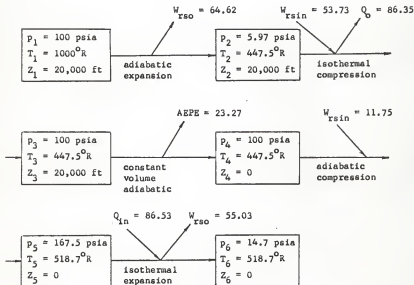 W_rso = 64.62
W_rsin = 53.73 Q_o = 86.35
P_1 = 100 psia
T_1 = 1000°R
Z_1 = 20,000 ft
adiabatic
expansion
P_2 = 5.97 psia
T_2 = 447.5°R
Z_2 = 20,000 ft
isothermal
compression
AEPE = 23.27
W_rsin = 11.75
P_3 = 100 psia
T_3 = 447.5°R
Z_3 = 20,000 ft
constant
volume
adiabatic
P_4 = 100 psia
T_4 = 447.5°R
Z_4 = 0
adiabatic
compression
Q_in = 86.53 W_rso = 55.03
P_5 = 167.5 psia
T_5 = 518.7°R
Z_5 = 0
isothermal
expansion
P_6 = 14.7 psia
T_6 = 518.7°R
Z_6 = 0